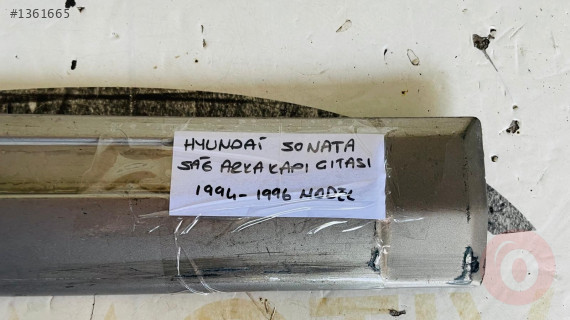 #1361665
HYUNDAİ SONATA
SAĞ ARKA KAPI CITASI
1994-1996 MODEL